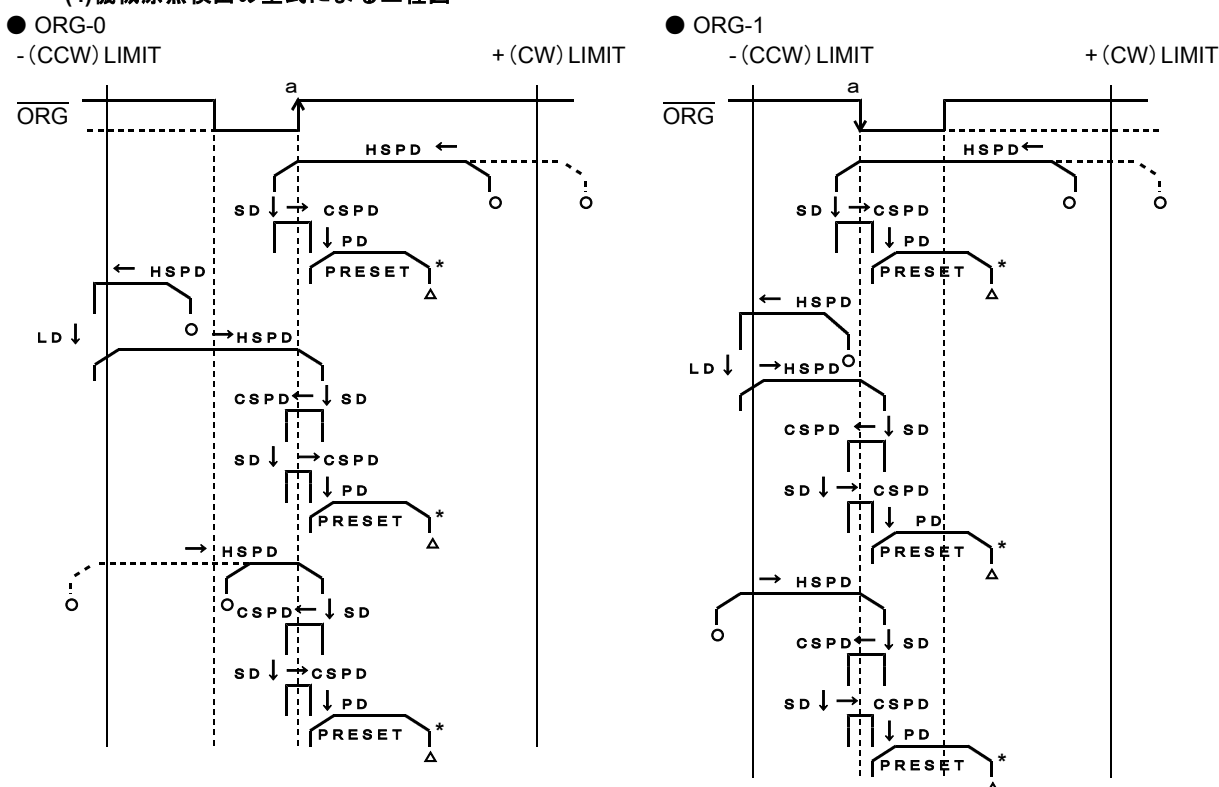 ● ORG-0
-(CCW)LIMIT
+(CW)LIMIT
a
ORG
HSPD ←
SD ↓ → CSPD
↓ PD
PRESET *
← HSPD
LD ↓ → HSPD
CSPD ← ↓ SD
SD ↓ → CSPD
↓ PD
PRESET *
→ HSPD
CSPD ← ↓ SD
SD ↓ → CSPD
↓ PD
PRESET *
● ORG-1
-(CCW)LIMIT
+(CW)LIMIT
a
ORG
HSPD ←
SD ↓ → CSPD
↓ PD
PRESET *
← HSPD
LD ↓ → HSPD
CSPD ← ↓ SD
SD ↓ → CSPD
↓ PD
PRESET *
→ HSPD
CSPD ← ↓ SD
SD ↓ → CSPD
↓ PD
PRESET *